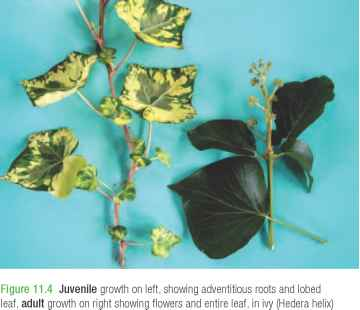 Figure 11.4 Juvenile growth on left, showing adventitious roots and lobed
leaf, adult growth on right showing flowers and entire leaf, in ivy (Hedera helix)